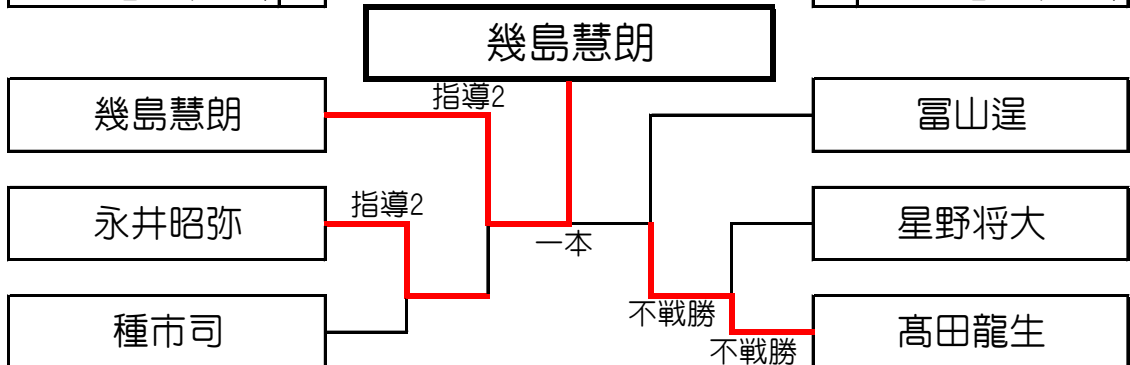 幾島慧朗
指導2
幾島慧朗
冨山逞
指導2
永井昭弥
星野将大
一本
種市司
不戦勝
髙田龍生
不戦勝